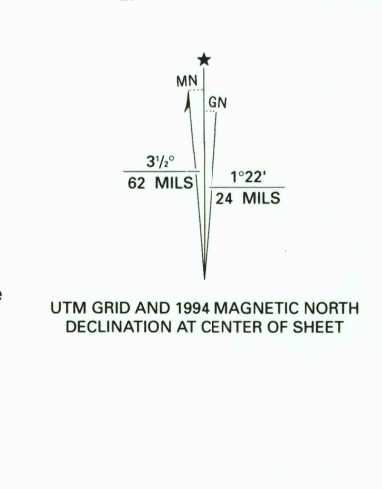 ★
MN
GN
3½°
62 MILS
1°22'
24 MILS
e
UTM GRID AND 1994 MAGNETIC NORTH
DECLINATION AT CENTER OF SHEET